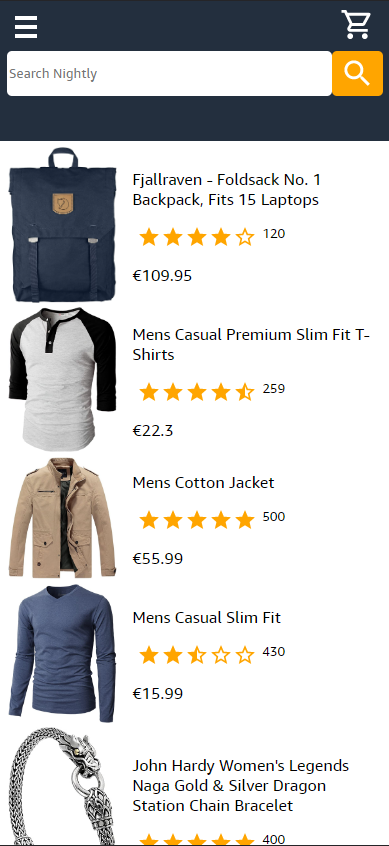 Search Nightly
Fjallraven - Foldsack No. 1
Backpack, Fits 15 Laptops
120
€109.95
Mens Casual Premium Slim Fit T-
Shirts
259
€22.3
Mens Cotton Jacket
500
€55.99
Mens Casual Slim Fit
430
€15.99
John Hardy Women's Legends
Naga Gold & Silver Dragon
Station Chain Bracelet
400